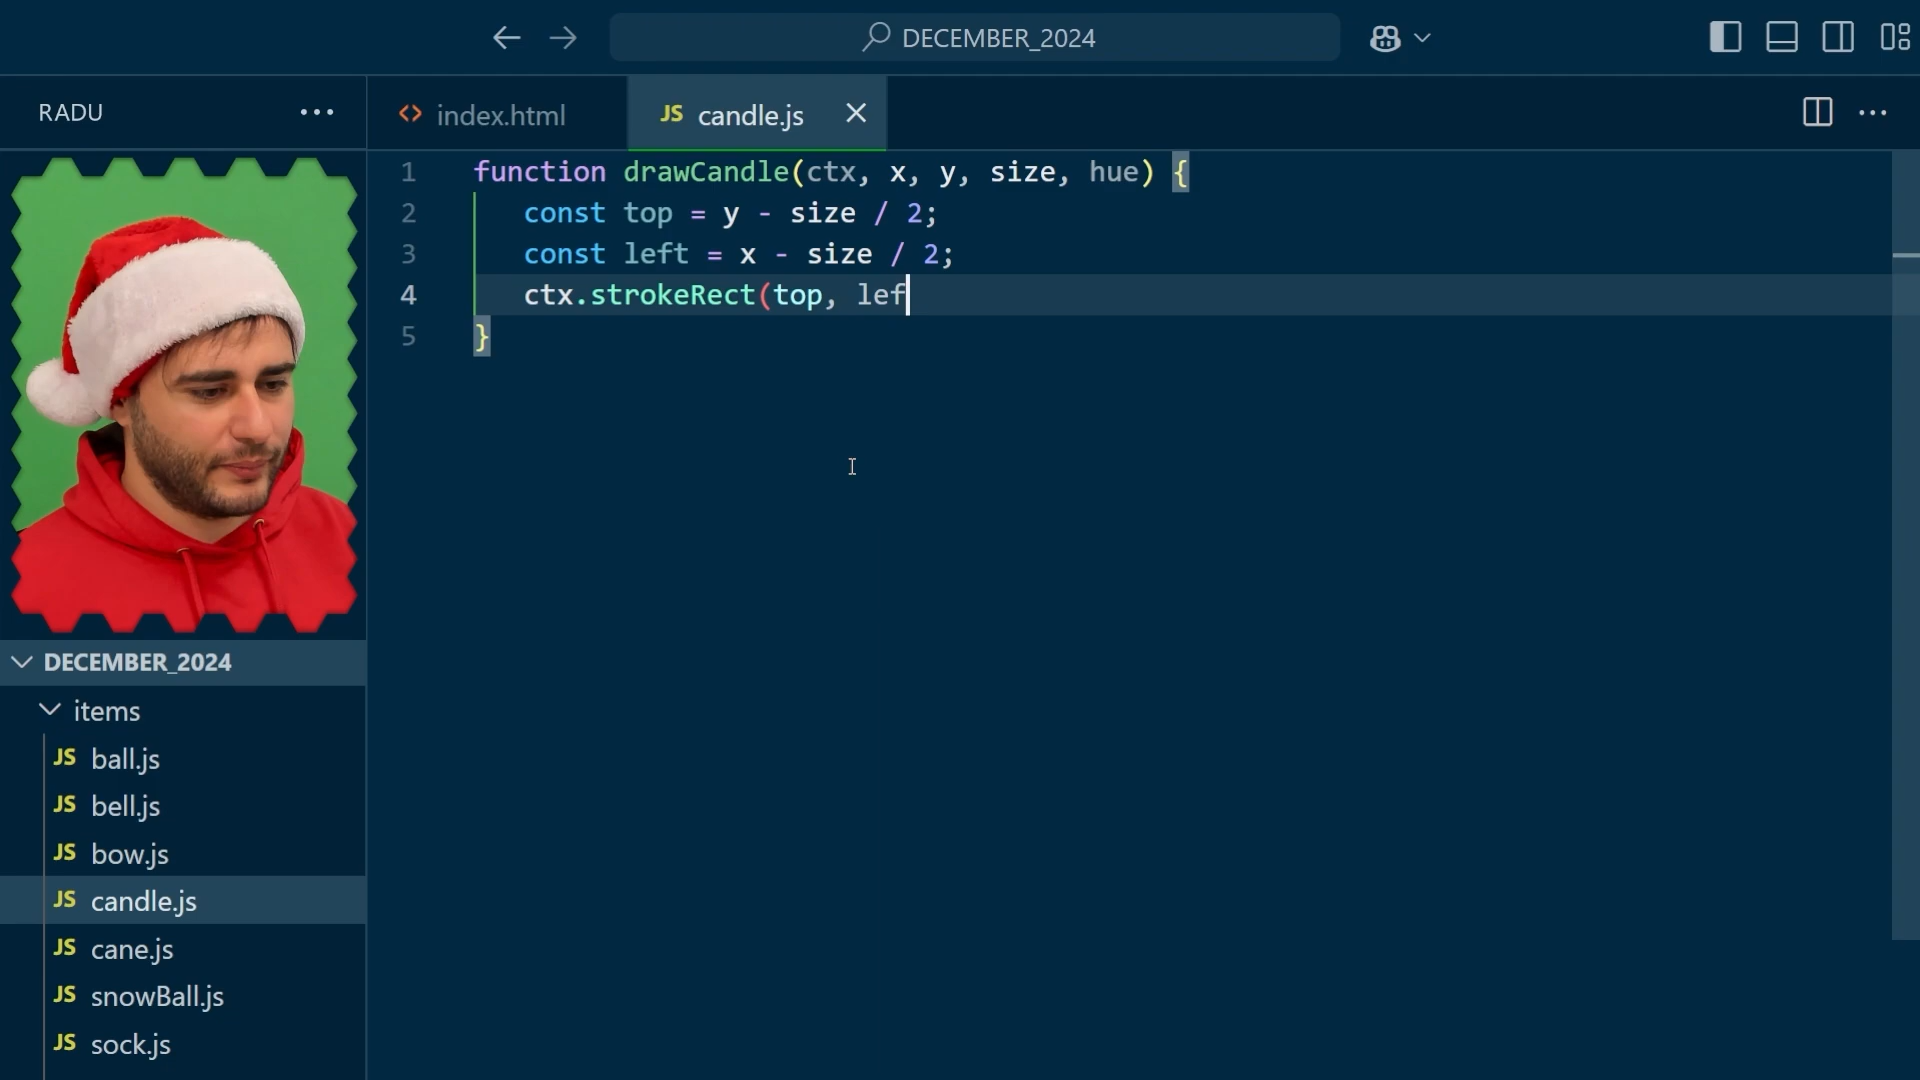 DECEMBER_2024
RADU
index.html
JS candle.js
1 function drawCandle(ctx, x, y, size, hue) {
2 const top = y - size / 2;
3 const left = x - size / 2;
4 ctx.strokeRect(top, lef
5 }
DECEMBER_2024
items
JS ball.js
JS bell.js
JS bow.js
JS candle.js
JS cane.js
JS snowBall.js
JS sock.js